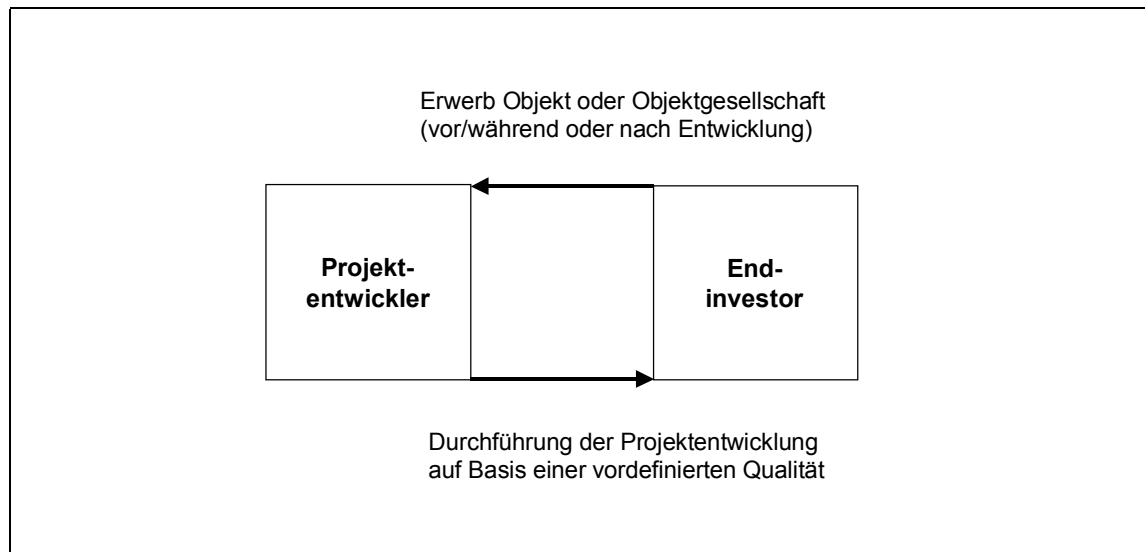 Erwerb Objekt oder Objektgesellschaft
(vor/während oder nach Entwicklung)
Projekt-
entwickler
End-
investor
Durchführung der Projektentwicklung
auf Basis einer vordefinierten Qualität